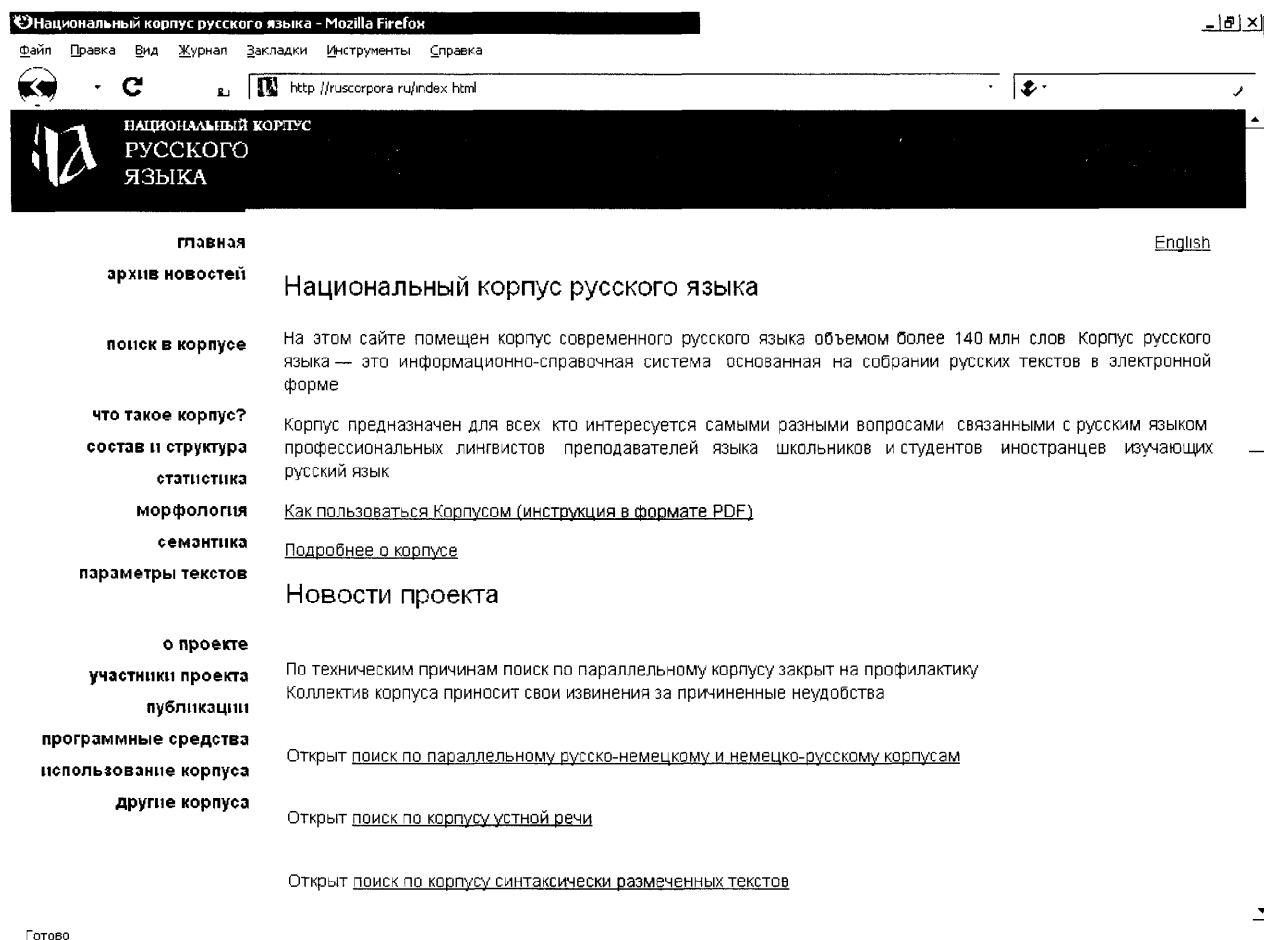 Национальный корпус русского языка - Mozilla Firefox
Файл Правка Вид Журнал Закладки Инструменты Справка
http //ruscorpora ru/index html
НАЦИОНАЛЬНЫЙ КОРПУС
РУССКОГО
ЯЗЫКА
главная
архив новостей
поиск в корпусе
что такое корпус?
состав и структура
статистика
морфология
семантика
параметры текстов
о проекте
участники проекта
публикации
программные средства
использование корпуса
другие корпуса
English
Национальный корпус русского языка
На этом сайте помещен корпус современного русского языка объемом более 140 млн слов Корпус русского
языка — это информационно-справочная система основанная на собрании русских текстов в электронной
форме
Корпус предназначен для всех кто интересуется самыми разными вопросами связанными с русским языком
профессиональных лингвистов преподавателей языка школьников и студентов иностранцев изучающих
русский язык
Как пользоваться Корпусом (инструкция в формате PDF)
Подробнее о корпусе
Новости проекта
По техническим причинам поиск по параллельному корпусу закрыт на профилактику
Коллектив корпуса приносит свои извинения за причиненные неудобства
Открыт поиск по параллельному русско-немецкому и немецко-русскому корпусам
Открыт поиск по корпусу устной речи
Открыт поиск по корпусу синтаксически размеченных текстов
Готово